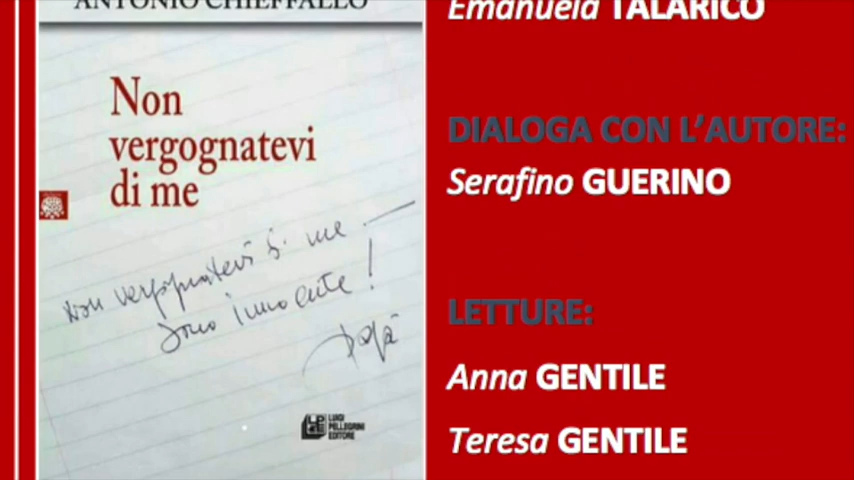 ANTONIO CHIEFFALLO
Non
vergognatevi
di me
Non vergognatevi di me.
Sono innocente!
Papà
LUIGI
PELLEGRINI
EDITORE
Emanuela TALARICO
DIALOGA CON L'AUTORE:
Serafino GUERINO
LETTURE:
Anna GENTILE
Teresa GENTILE